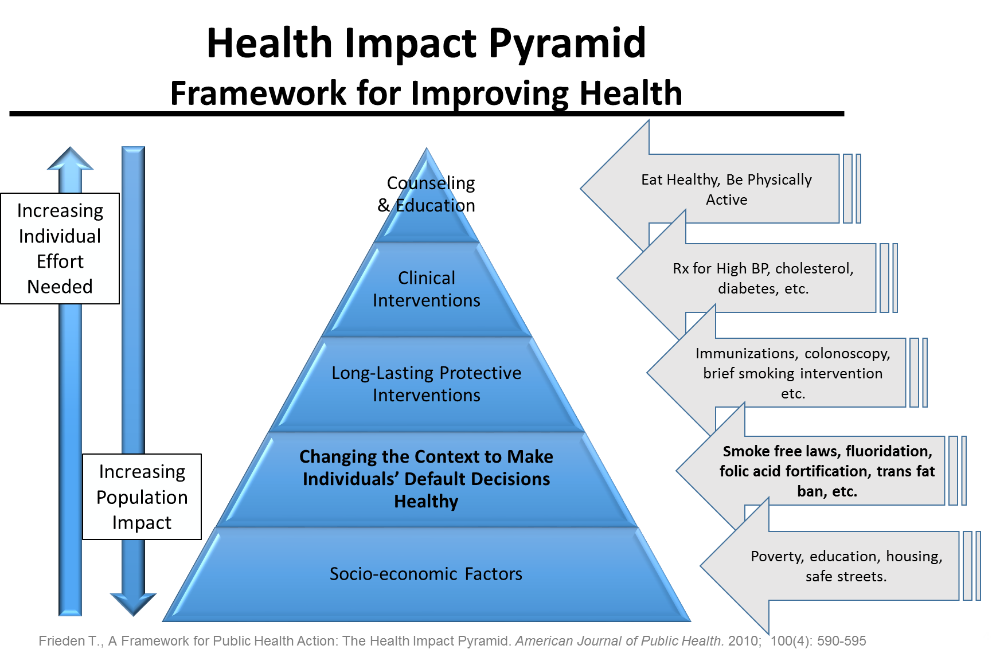 Health Impact Pyramid
Framework for Improving Health
Increasing
Individual
Effort
Needed
Increasing
Population
Impact
Counseling
& Education
Clinical
Interventions
Long-Lasting Protective
Interventions
Changing the Context to Make
Individuals’ Default Decisions
Healthy
Socio-economic Factors
Eat Healthy, Be Physically
Active
Rx for High BP, cholesterol,
diabetes, etc.
Immunizations, colonoscopy,
brief smoking intervention
etc.
Smoke free laws, fluoridation,
folic acid fortification, trans fat
ban, etc.
Poverty, education, housing,
safe streets.
Frieden T., A Framework for Public Health Action: The Health Impact Pyramid. American Journal of Public Health. 2010; 100(4): 590-595